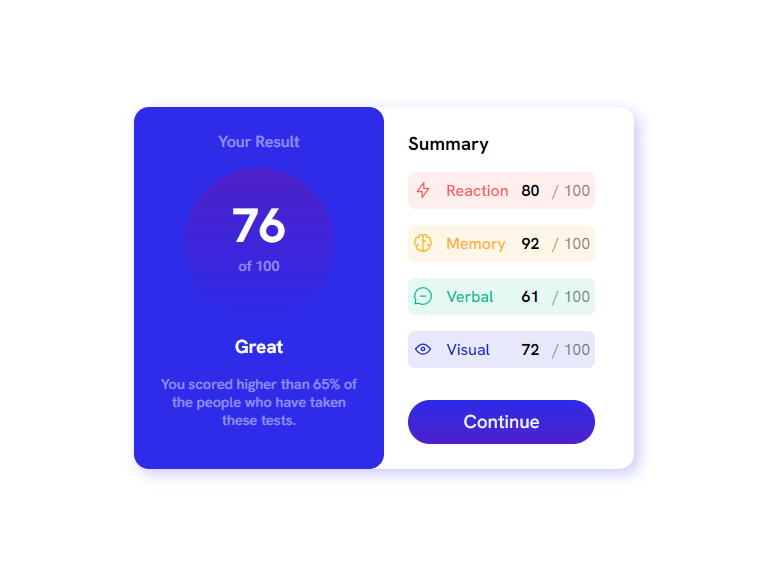 Your Result
76
of 100
Great
You scored higher than 65% of
the people who have taken
these tests.
Summary
Reaction 80 / 100
Memory 92 / 100
Verbal 61 / 100
Visual 72 / 100
Continue